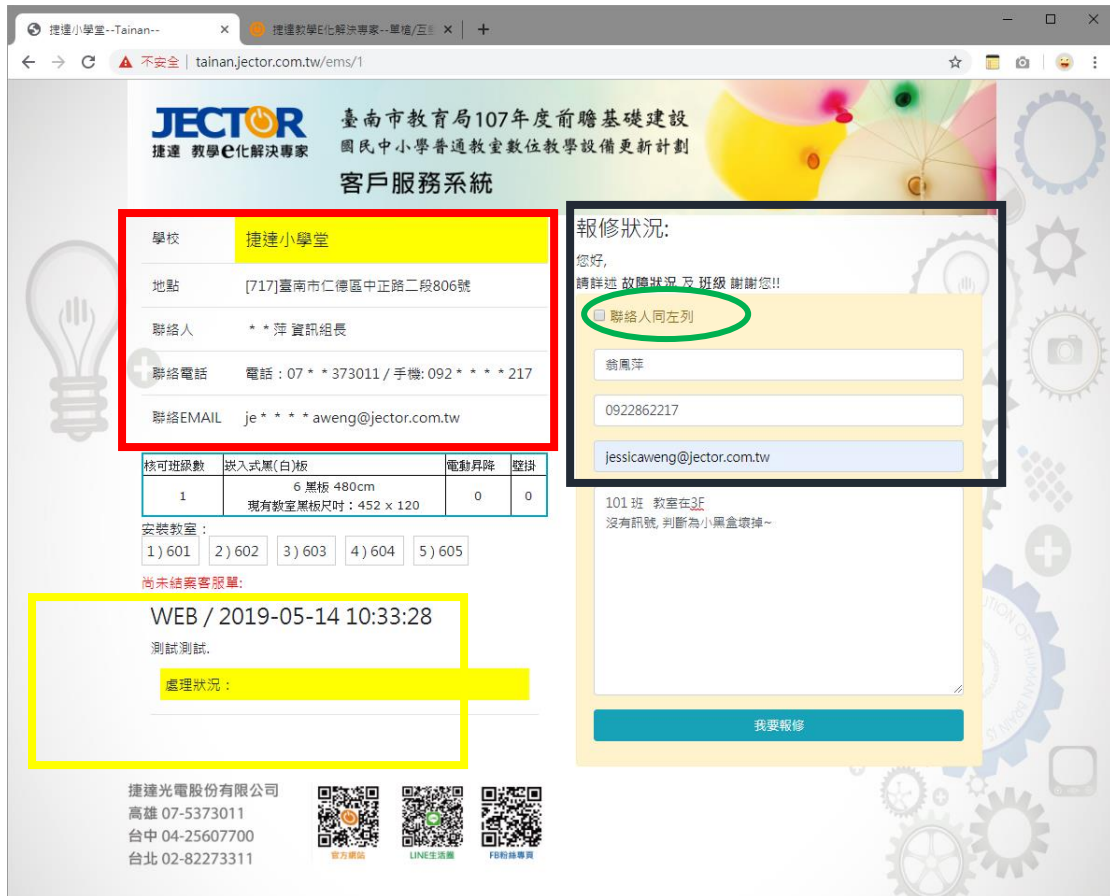 捷達小學堂--Tainan--
捷達教學E化解決專家--單槍/互
不安全 | tainan.jector.com.tw/ems/1
JECTOR
捷達 教學e化解決專家
臺南市教育局107年度前瞻基礎建設
國民中小學普通教室數位教學設備更新計劃
客戶服務系統
學校 捷達小學堂
地點 [717]臺南市仁德區中正路二段806號
聯絡人 * * 萍 資訊組長
聯絡電話 電話：07 * * 373011 / 手機: 092 * * * * 217
聯絡EMAIL je * * * * aweng@jector.com.tw
核可班級數 崁入式黑(白)板 電動昇降 壁掛
1 6 黑板 480cm 0 0
現有教室黑板尺吋：452 x 120
安裝教室：
1 ) 601 2 ) 602 3 ) 603 4 ) 604 5 ) 605
尚未結案客服單:
WEB / 2019-05-14 10:33:28
測試測試.
處理狀況：
報修狀況:
您好,
請詳述 故障狀況 及 班級 謝謝您!!
聯絡人同左列
翁鳳萍
0922862217
jessicaweng@jector.com.tw
101 班 教室在3F
沒有訊號, 判斷為小黑盒壞掉~
我要報修
捷達光電股份有限公司
高雄 07-5373011
台中 04-25607700
台北 02-82273311
官方網站 LINE生活圈 FB粉絲專頁